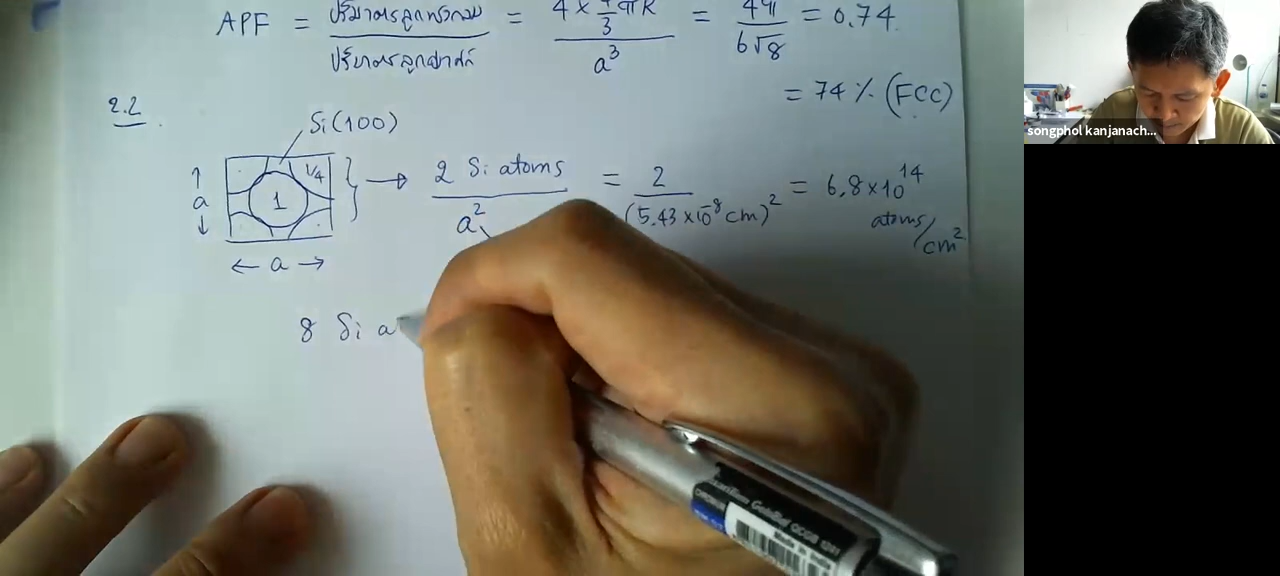 APF = ปริมาตรลูกทรงกลม / ปริมาตรลูกบาศก์ = 4 × 4/3 πR / a³ = 4π / 6√8 = 0.74
= 74% (FCC)
2.2
Si(100)
a 1 1/4 → 2 Si atoms / a² = 2 / (5.43 × 10⁻⁸ cm)² = 6.8 × 10¹⁴ atoms/cm²
← a →
8 Si a
songphol kanjanach...